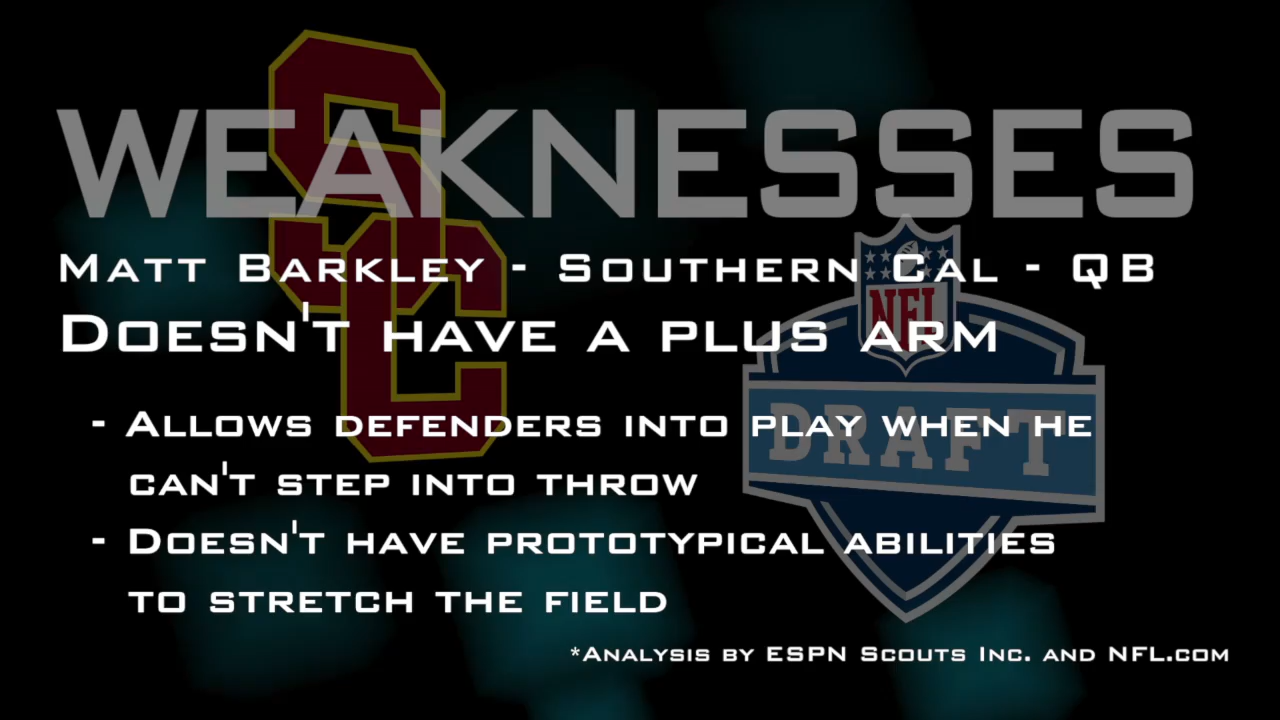 WEAKNESSES
MATT BARKLEY - SOUTHERN CAL - QB
DOESN'T HAVE A PLUS ARM
- ALLOWS DEFENDERS INTO PLAY WHEN HE
CAN'T STEP INTO THROW
- DOESN'T HAVE PROTOTYPICAL ABILITIES
TO STRETCH THE FIELD
*ANALYSIS BY ESPN SCOUTS INC. AND NFL.COM
SC
NFL
DRAFT